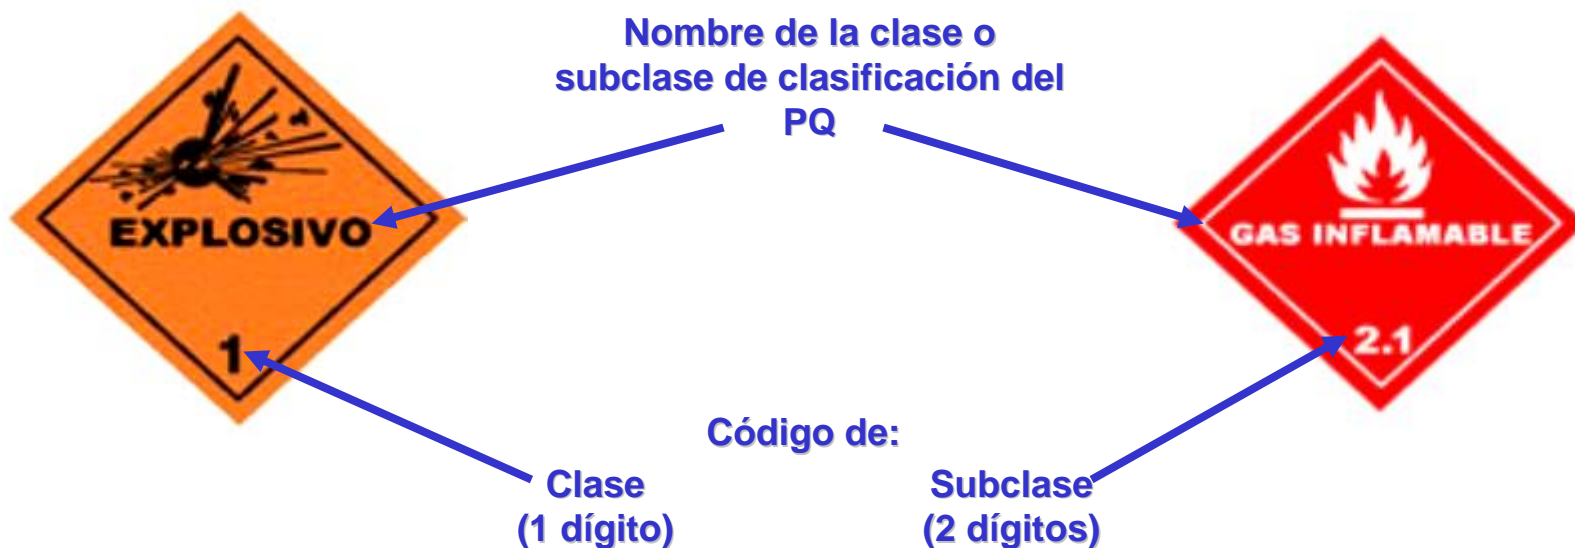 Nombre de la clase o
subclase de clasificación del
PQ
EXPLOSIVO
1
GAS INFLAMABLE
2.1
Código de:
Clase
(1 dígito)
Subclase
(2 dígitos)